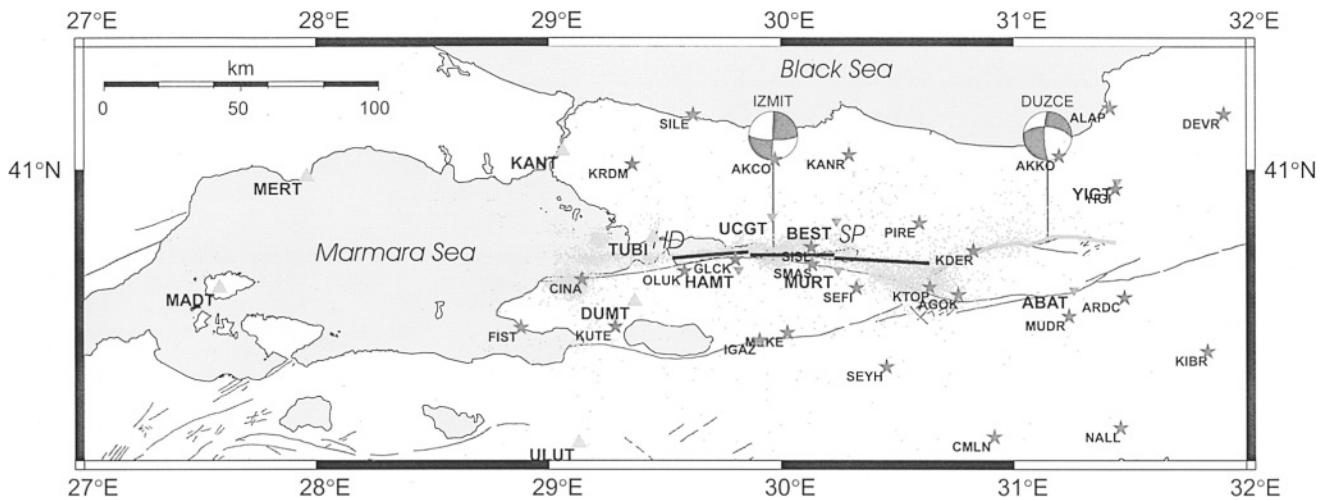 27°E 28°E 29°E 30°E 31°E 32°E
km
0 50 100
Black Sea
IZMIT
DUZCE
SILE
ALAP
DEVR
41°N
KANT
KRDM
AKCO
KANR
AKKO
41°N
MERT
YIGT
YIGI
Marmara Sea
TUBI
HD
UCGT
BEST
SP
PIRE
SISL
KDER
MADT
CINA
OLUK
GLCK
HAMT
SMAS
MURT
SEFI
KTOP
AGOK
ABAT
ARDC
DUMT
MUDR
FIST
KUTE
IGAZ
SEYH
KIBR
ULUT
CMLN
NALL
27°E 28°E 29°E 30°E 31°E 32°E